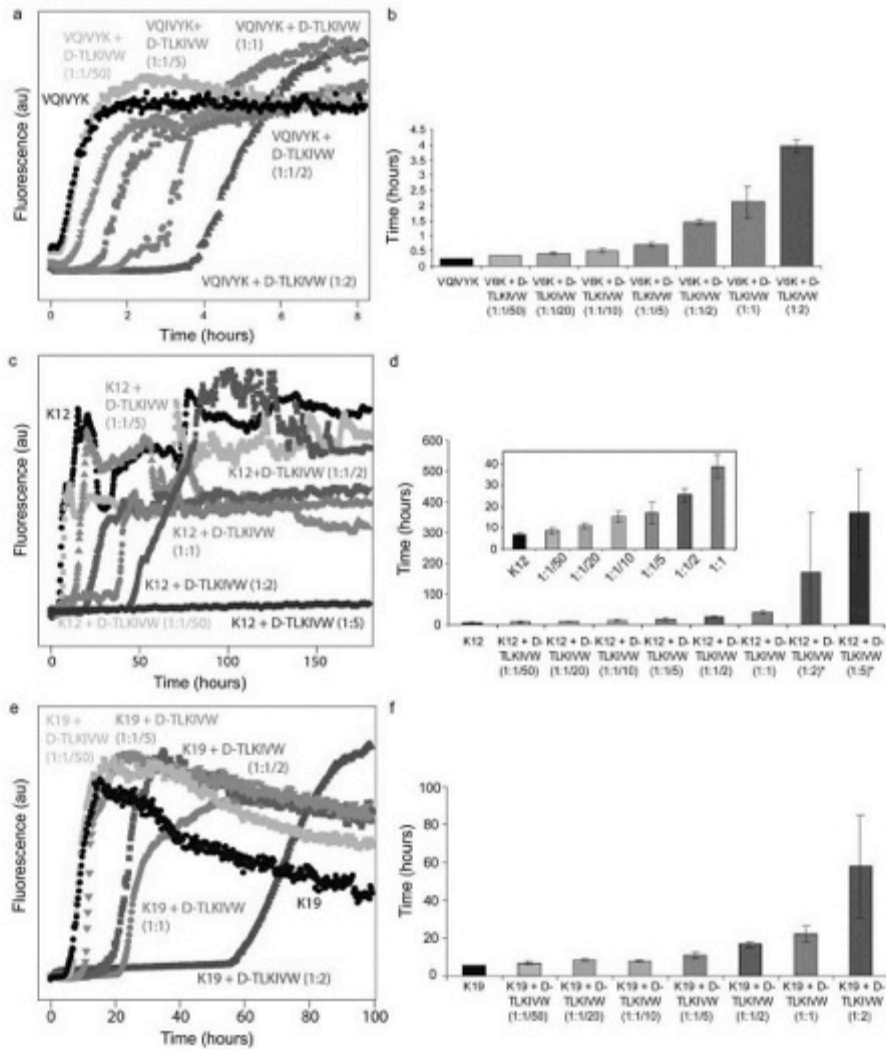 a
VQIVYK +
D-TLKIVW
(1:1/50)
VQIVYK+
D-TLKIVW
(1:1/5)
VQIVYK + D-TLKIVW
(1:1)
VQIVYK
VQIVYK +
D-TLKIVW
(1:1/2)
VQIVYK + D-TLKIVW (1:2)
Fluorescence (au)
0 2 4 6 8
Time (hours)
b
Time (hours)
4.5
4
3.5
3
2.5
2
1.5
1
0.5
0
VQIVYK V6K + D- V6K + D- V6K + D- V6K + D- V6K + D- V6K + D- V6K + D-
TLKIVW TLKIVW TLKIVW TLKIVW TLKIVW TLKIVW TLKIVW
(1:1/50) (1:1/20) (1:1/10) (1:1/5) (1:1/2) (1:1) (1:2)
c
K12
K12 +
D-TLKIVW
(1:1/5)
K12+D-TLKIVW (1:1/2)
K12 + D-TLKIVW
(1:1)
K12 + D-TLKIVW (1:2)
K12 + D-TLKIVW (1:1/50)
K12 + D-TLKIVW (1:5)
Fluorescence (au)
0 50 100 150
Time (hours)
d
Time (hours)
600
500
400
300
200
100
0
40
30
20
10
0
K12 1:1/50 1:1/20 1:1/10 1:1/5 1:1/2 1:1
K12 K12 + D- K12 + D- K12 + D- K12 + D- K12 + D- K12 + D- K12 + D- K12 + D-
TLKIVW TLKIVW TLKIVW TLKIVW TLKIVW TLKIVW TLKIVW TLKIVW
(1:1/50) (1:1/20) (1:1/10) (1:1/5) (1:1/2) (1:1) (1:2)* (1:5)*
e
K19 +
D-TLKIVW
(1:1/50)
K19 + D-TLKIVW
(1:1/5)
K19 + D-TLKIVW
(1:1/2)
K19 + D-TLKIVW
(1:1)
K19
K19 + D-TLKIVW (1:2)
Fluorescence (au)
0 20 40 60 80 100
Time (hours)
f
Time (hours)
100
80
60
40
20
0
K19 K19 + D- K19 + D- K19 + D- K19 + D- K19 + D- K19 + D- K19 + D-
TLKIVW TLKIVW TLKIVW TLKIVW TLKIVW TLKIVW TLKIVW
(1:1/50) (1:1/20) (1:1/10) (1:1/5) (1:1/2) (1:1) (1:2)